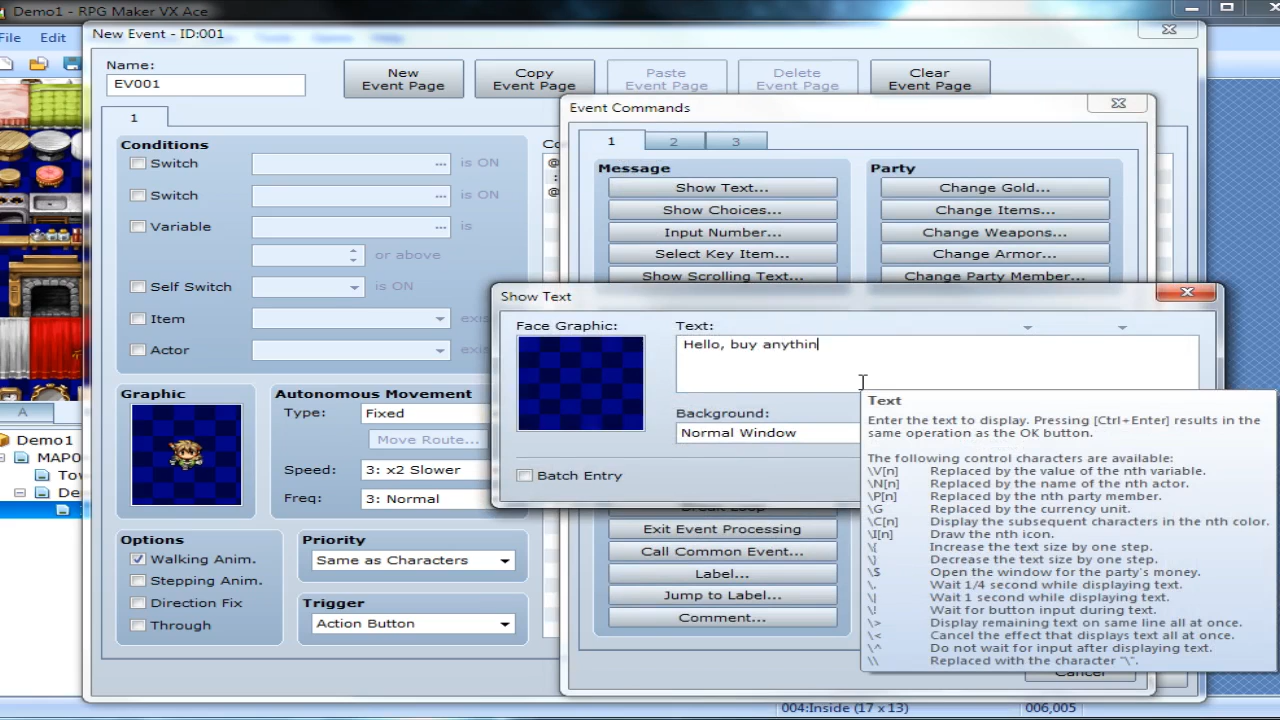 Demo1 - RPG Maker VX Ace
File Edit
New Event - ID:001
Name:
EV001
New Event Page
Copy Event Page
Paste Event Page
Delete Event Page
Clear Event Page
1
Conditions
Switch ... is ON
Switch ... is ON
Variable ... is
or above
Self Switch is ON
Item exis
Actor exis
Graphic
Autonomous Movement
Type: Fixed
Move Route...
Speed: 3: x2 Slower
Freq: 3: Normal
Options
Walking Anim.
Stepping Anim.
Direction Fix
Through
Priority
Same as Characters
Trigger
Action Button
Co
@
:
@
Event Commands
1 2 3
Message
Show Text...
Show Choices...
Input Number...
Select Key Item...
Show Scrolling Text...
Party
Change Gold...
Change Items...
Change Weapons...
Change Armor...
Change Party Member...
Show Text
Face Graphic:
Text:
Hello, buy anythin
Background:
Normal Window
Batch Entry
Exit Event Processing
Call Common Event...
Label...
Jump to Label...
Comment...
Cancel
Text
Enter the text to display. Pressing [Ctrl+Enter] results in the
same operation as the OK button.
The following control characters are available:
\V[n] Replaced by the value of the nth variable.
\N[n] Replaced by the name of the nth actor.
\P[n] Replaced by the nth party member.
\G Replaced by the currency unit.
\C[n] Display the subsequent characters in the nth color.
\I[n] Draw the nth icon.
\{ Increase the text size by one step.
\} Decrease the text size by one step.
\$ Open the window for the party's money.
\. Wait 1/4 second while displaying text.
\| Wait 1 second while displaying text.
\! Wait for button input during text.
\> Display remaining text on same line all at once.
\< Cancel the effect that displays text all at once.
\^ Do not wait for input after displaying text.
\\ Replaced with the character "\".
A
Demo1
MAP0
Tov
De
004:Inside (17 x 13)
006,005